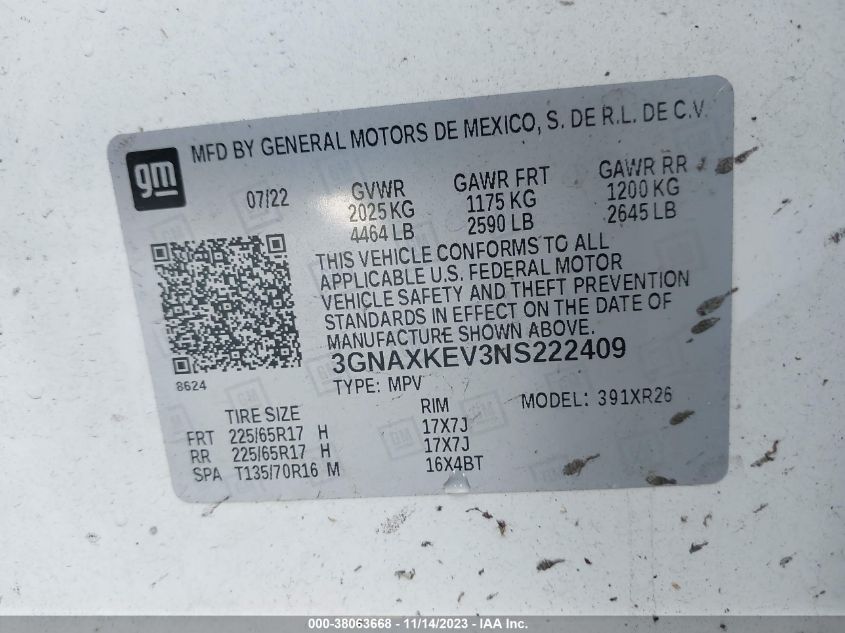 MFD BY GENERAL MOTORS DE MEXICO, S. DE R.L. DE C.V.
gm
07/22
GVWR GAWR FRT GAWR RR
2025 KG 1175 KG 1200 KG
4464 LB 2590 LB 2645 LB
THIS VEHICLE CONFORMS TO ALL
APPLICABLE U.S. FEDERAL MOTOR
VEHICLE SAFETY AND THEFT PREVENTION
STANDARDS IN EFFECT ON THE DATE OF
MANUFACTURE SHOWN ABOVE.
3GNAXKEV3NS222409
8624
TYPE: MPV MODEL: 391XR26
TIRE SIZE RIM
FRT 225/65R17 H 17X7J
RR 225/65R17 H 17X7J
SPA T135/70R16 M 16X4BT
000-38063668 - 11/14/2023 - IAA Inc.